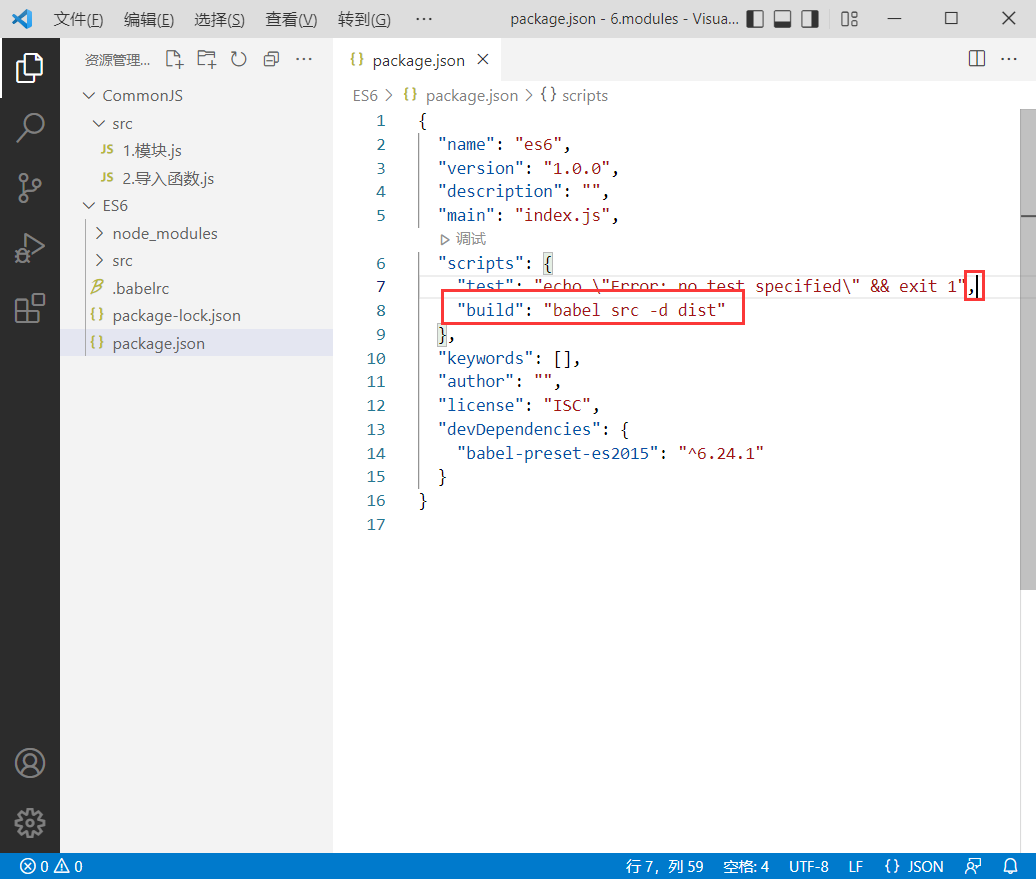 文件(F) 编辑(E) 选择(S) 查看(V) 转到(G) ··· package.json - 6.modules - Visua...
资源管理... ···
CommonJS
src
JS 1.模块.js
JS 2.导入函数.js
ES6
node_modules
src
.babelrc
{} package-lock.json
{} package.json
{} package.json
ES6 > {} package.json > {} scripts
1 {
2 "name": "es6",
3 "version": "1.0.0",
4 "description": "",
5 "main": "index.js",
调试
6 "scripts": {
7 "test": "echo \"Error: no test specified\" && exit 1",
8 "build": "babel src -d dist"
9 },
10 "keywords": [],
11 "author": "",
12 "license": "ISC",
13 "devDependencies": {
14 "babel-preset-es2015": "^6.24.1"
15 }
16 }
17
0 0 行 7，列 59 空格: 4 UTF-8 LF {} JSON